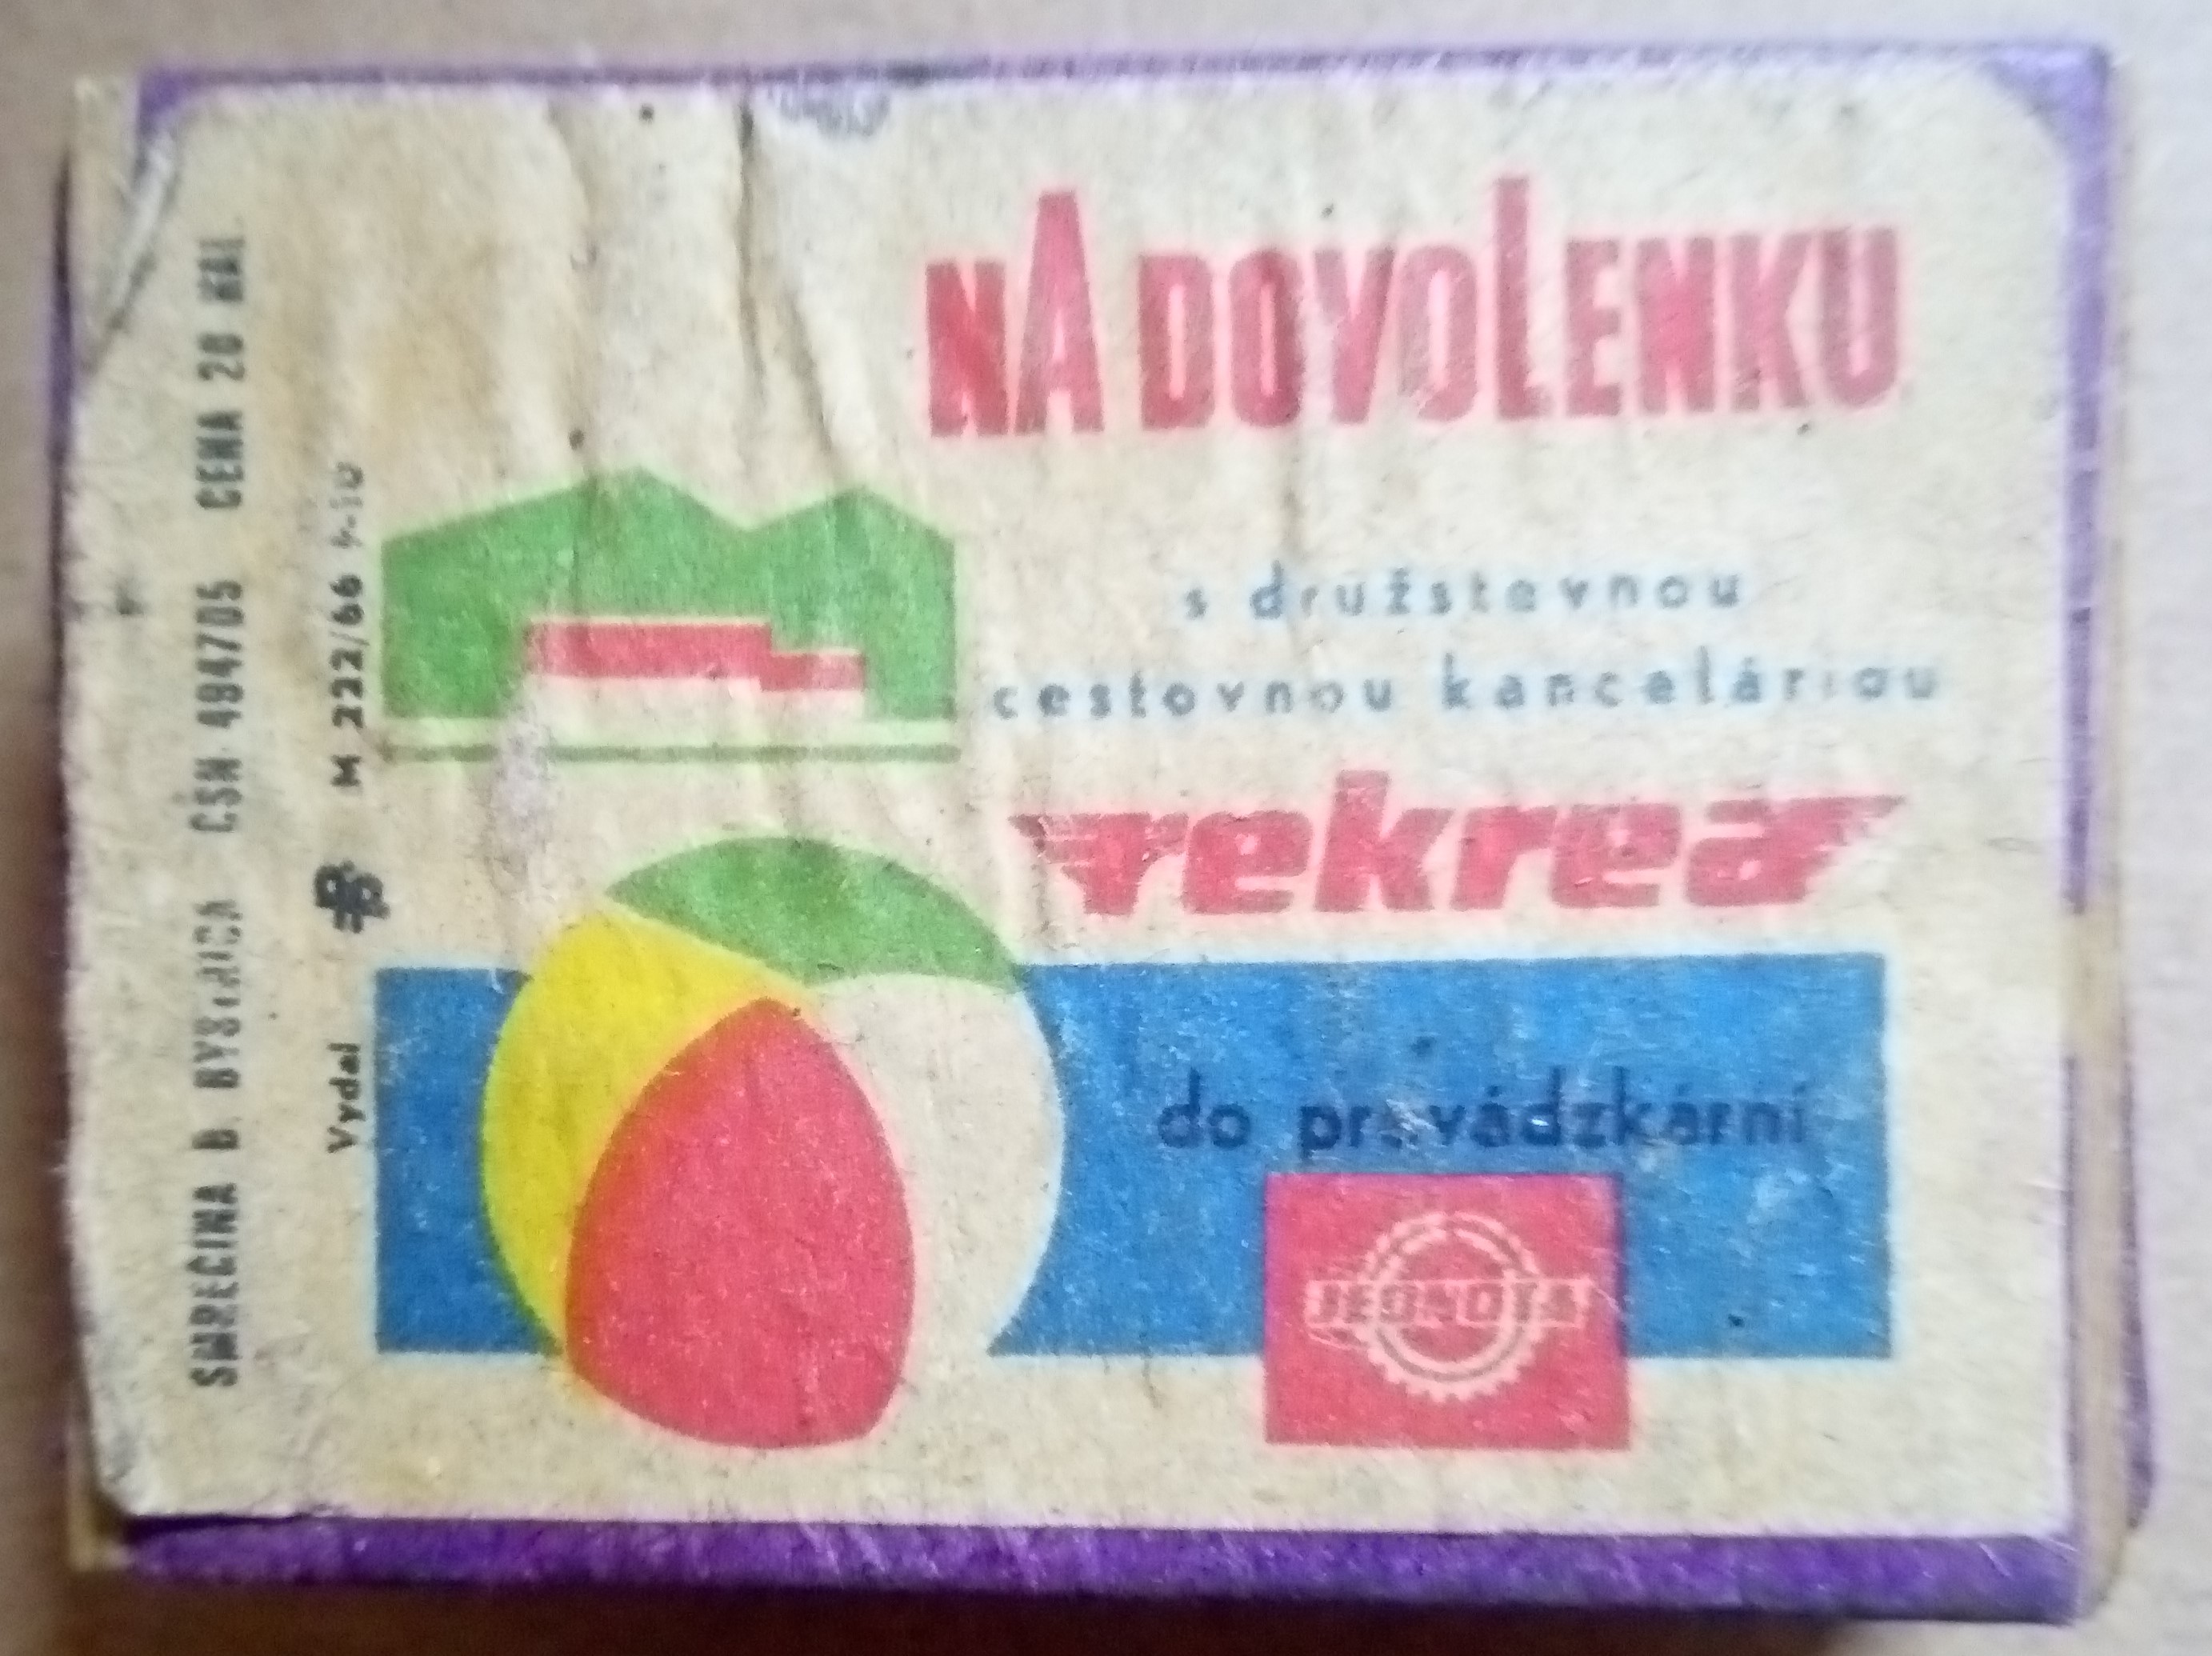 NA DOVOLENKU
s družstevnou
cestovnou kanceláriou
rekrea
do prevádzkární
JEDNOTA
SMREČINA B. BYSTRICA ČSN 494705 CENA 20 HAL
Vydal M 222/66